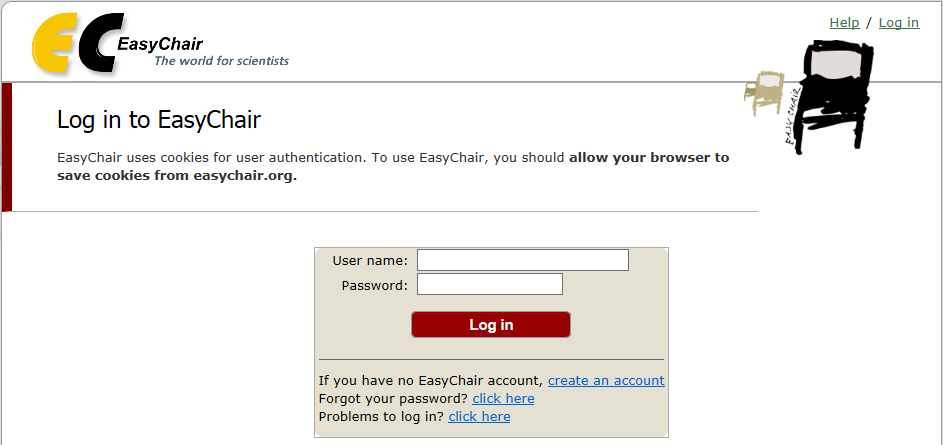 Help / Log in
EC EasyChair
The world for scientists
EASY CHAIR
Log in to EasyChair
EasyChair uses cookies for user authentication. To use EasyChair, you should allow your browser to
save cookies from easychair.org.
User name:
Password:
Log in
If you have no EasyChair account, create an account
Forgot your password? click here
Problems to log in? click here